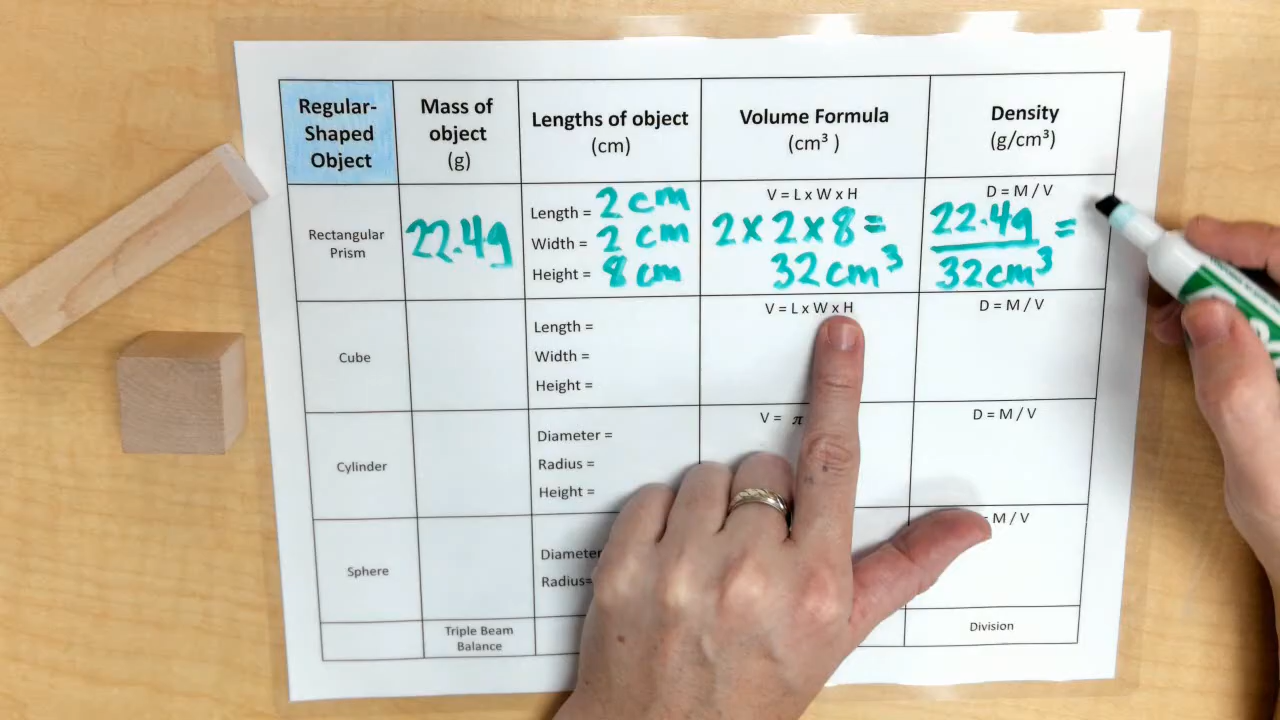 Regular-
Shaped
Object
Mass of
object
(g)
Lengths of object
(cm)
Volume Formula
(cm³ )
Density
(g/cm³)
Rectangular
Prism
22.4g
Length = 2 cm
Width = 2 cm
Height = 8 cm
V = L x W x H
2 x 2 x 8 =
32 cm³
D = M / V
22.4g =
32 cm³
Cube
Length =
Width =
Height =
V = L x W x H
D = M / V
Cylinder
Diameter =
Radius =
Height =
V = π
D = M / V
Sphere
Diameter
Radius=
= M / V
Triple Beam
Balance
Division